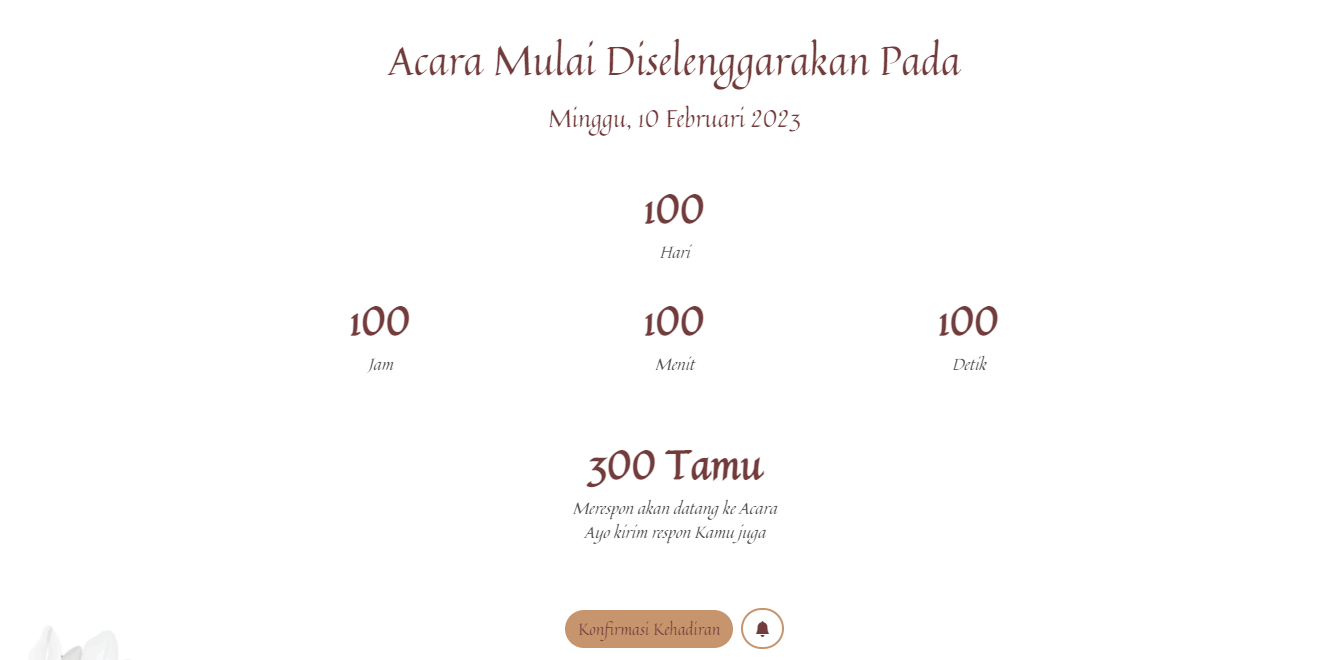 Acara Mulai Diselenggarakan Pada
Minggu, 10 Februari 2023
100
Hari
100
Jam
100
Menit
100
Detik
300 Tamu
Merespon akan datang ke Acara
Ayo kirim respon Kamu juga
Konfirmasi Kehadiran